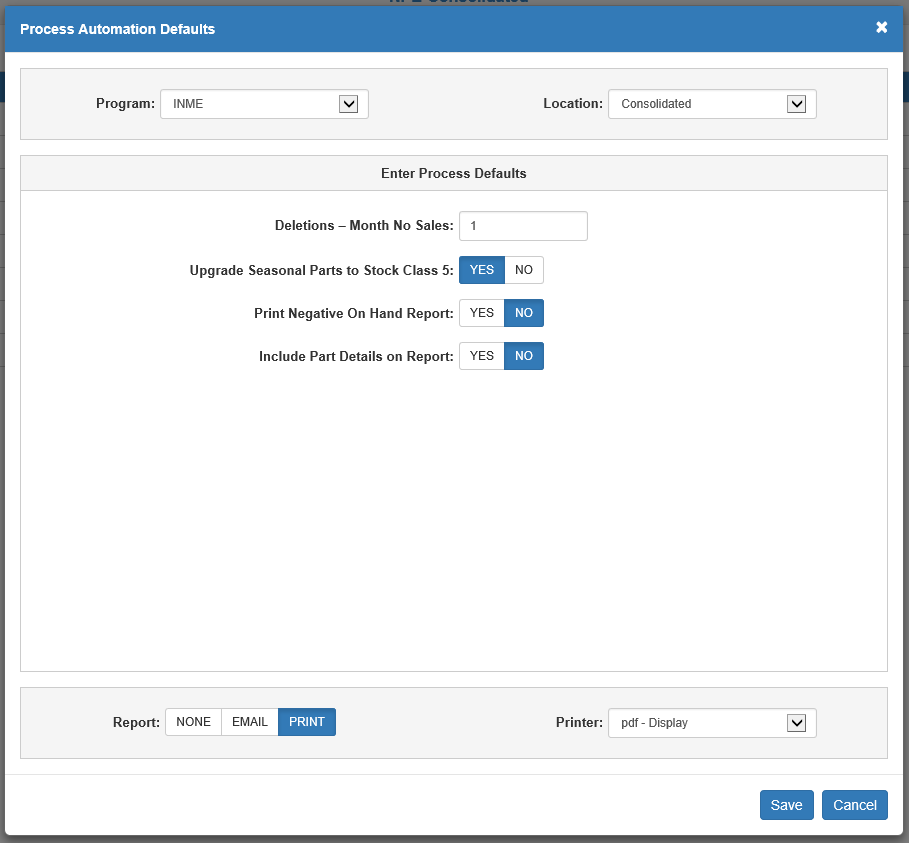 Process Automation Defaults
Program: INME Location: Consolidated
Enter Process Defaults
Deletions – Month No Sales: 1
Upgrade Seasonal Parts to Stock Class 5: YES NO
Print Negative On Hand Report: YES NO
Include Part Details on Report: YES NO
Report: NONE EMAIL PRINT Printer: pdf - Display
Save Cancel